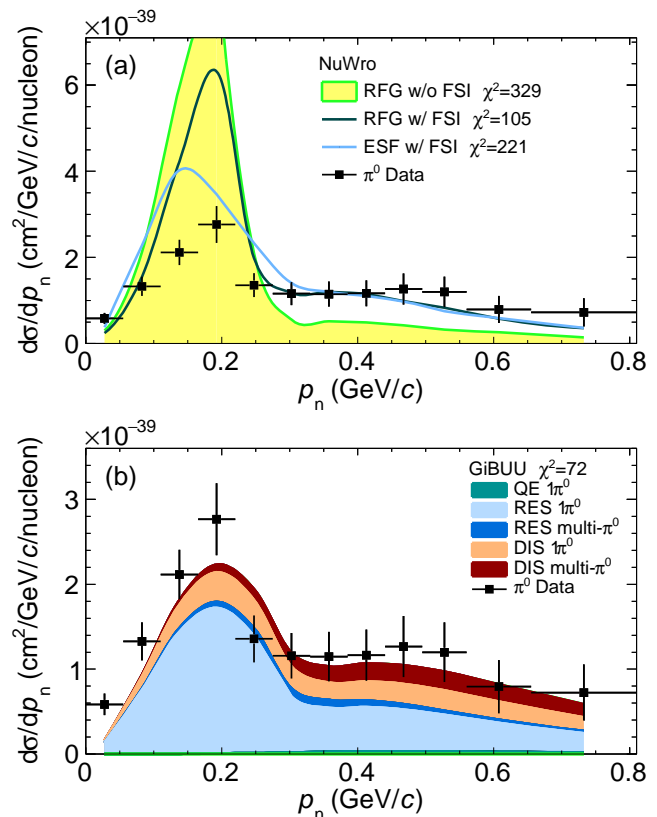 ×10⁻³⁹
(a)
NuWro
RFG w/o FSI χ²=329
RFG w/ FSI χ²=105
ESF w/ FSI χ²=221
π⁰ Data
dσ/dpₙ (cm²/GeV/c/nucleon)
6
4
2
0
0 0.2 0.4 0.6 0.8
pₙ (GeV/c)
×10⁻³⁹
(b)
GiBUU χ²=72
QE 1π⁰
RES 1π⁰
RES multi-π⁰
DIS 1π⁰
DIS multi-π⁰
π⁰ Data
dσ/dpₙ (cm²/GeV/c/nucleon)
3
2
1
0
0 0.2 0.4 0.6 0.8
pₙ (GeV/c)